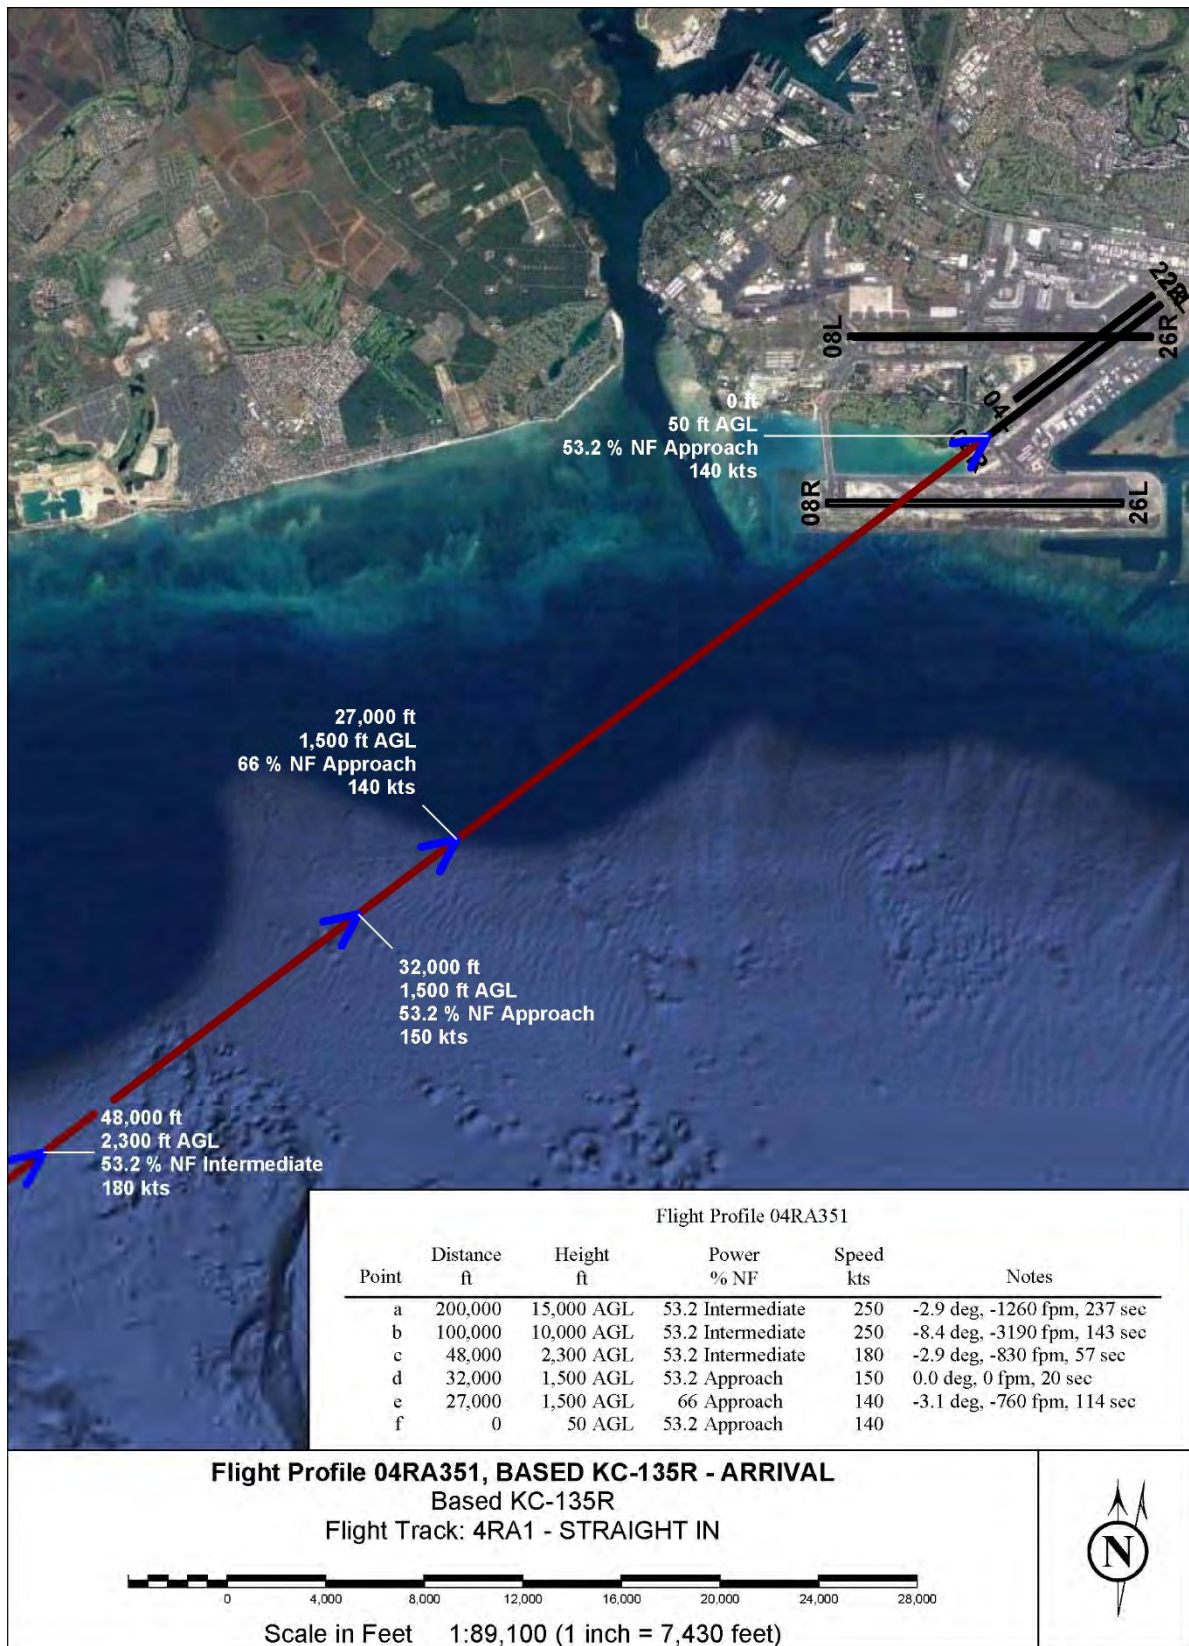 08L
26R
22R
22L
04L
04R
08R
26L
0 ft
50 ft AGL
53.2 % NF Approach
140 kts
27,000 ft
1,500 ft AGL
66 % NF Approach
140 kts
32,000 ft
1,500 ft AGL
53.2 % NF Approach
150 kts
48,000 ft
2,300 ft AGL
53.2 % NF Intermediate
180 kts
Flight Profile 04RA351
Distance Height Power Speed
Point ft ft % NF kts Notes
a 200,000 15,000 AGL 53.2 Intermediate 250 -2.9 deg, -1260 fpm, 237 sec
b 100,000 10,000 AGL 53.2 Intermediate 250 -8.4 deg, -3190 fpm, 143 sec
c 48,000 2,300 AGL 53.2 Intermediate 180 -2.9 deg, -830 fpm, 57 sec
d 32,000 1,500 AGL 53.2 Approach 150 0.0 deg, 0 fpm, 20 sec
e 27,000 1,500 AGL 66 Approach 140 -3.1 deg, -760 fpm, 114 sec
f 0 50 AGL 53.2 Approach 140
Flight Profile 04RA351, BASED KC-135R - ARRIVAL
Based KC-135R
Flight Track: 4RA1 - STRAIGHT IN
0 4,000 8,000 12,000 16,000 20,000 24,000 28,000
Scale in Feet 1:89,100 (1 inch = 7,430 feet)
N